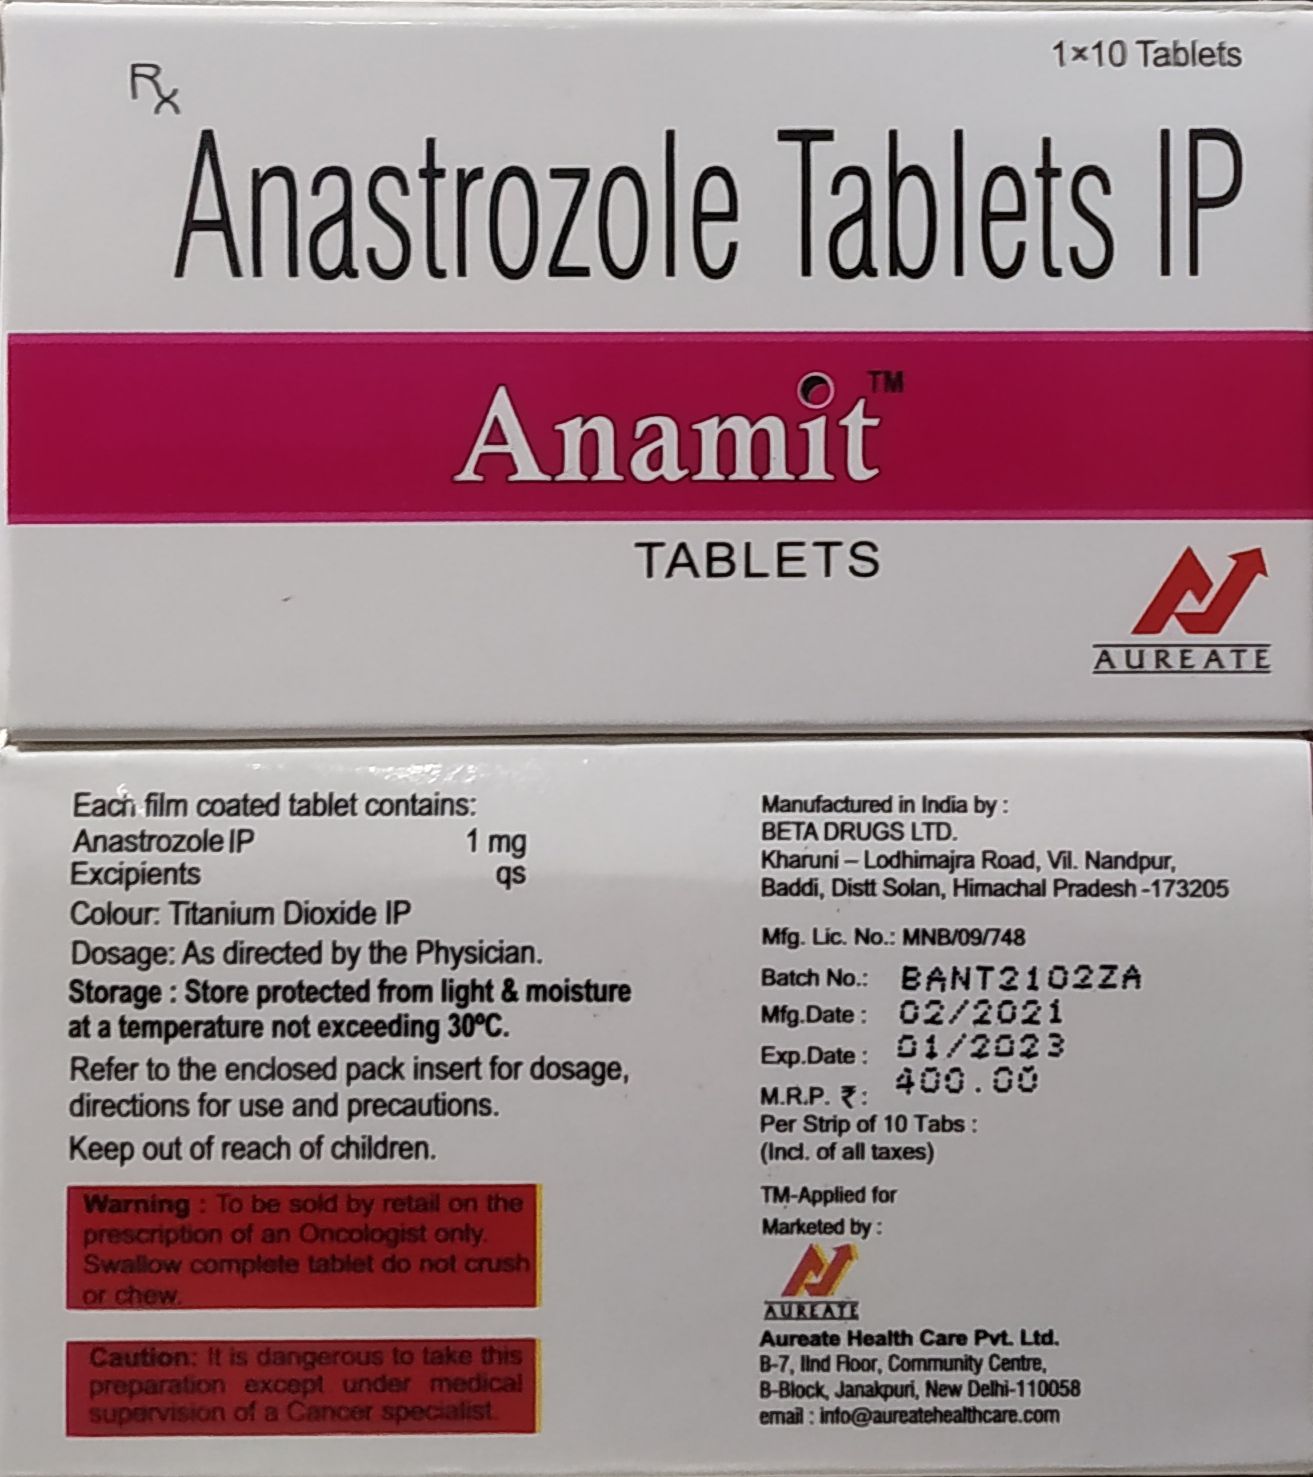 Rx
1×10 Tablets
Anastrozole Tablets IP
Anamit™
TABLETS
AUREATE
Each film coated tablet contains:
Anastrozole IP 1 mg
Excipients qs
Colour: Titanium Dioxide IP
Dosage: As directed by the Physician.
Storage : Store protected from light & moisture
at a temperature not exceeding 30ºC.
Refer to the enclosed pack insert for dosage,
directions for use and precautions.
Keep out of reach of children.
Warning : To be sold by retail on the
prescription of an Oncologist only.
Swallow complete tablet do not crush
or chew.
Caution: It is dangerous to take this
preparation except under medical
supervision of a Cancer specialist.
Manufactured in India by :
BETA DRUGS LTD.
Kharuni – Lodhimajra Road, Vil. Nandpur,
Baddi, Distt Solan, Himachal Pradesh -173205
Mfg. Lic. No.: MNB/09/748
Batch No.: BANT2102ZA
Mfg.Date : 02/2021
Exp.Date : 01/2023
M.R.P. ₹ : 400.00
Per Strip of 10 Tabs :
(Incl. of all taxes)
TM-Applied for
Marketed by :
AUREATE
Aureate Health Care Pvt. Ltd.
B-7, IInd Floor, Community Centre,
B-Block, Janakpuri, New Delhi-110058
email : info@aureatehealthcare.com